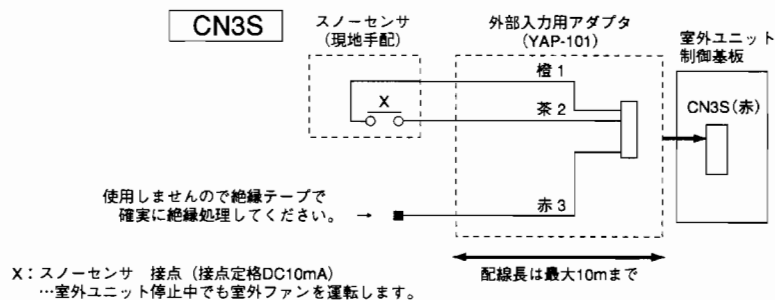 CN3S
スノーセンサ
(現地手配)
外部入力用アダプタ
(YAP-101)
室外ユニット
制御基板
橙 1
X
茶 2
CN3S(赤)
使用しませんので絶縁テープで
確実に絶縁処理してください。 →
赤 3
X:スノーセンサ 接点(接点定格DC10mA)
…室外ユニット停止中でも室外ファンを運転します。
配線長は最大10mまで